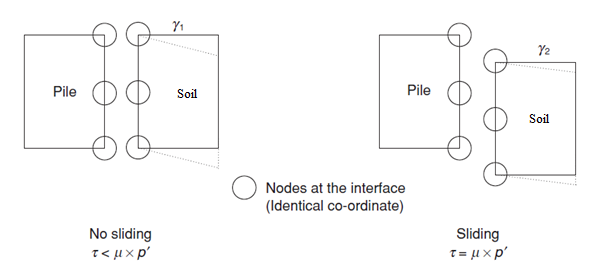 γ1
Pile
Soil
γ2
Pile
Soil
Nodes at the interface
(Identical co-ordinate)
No sliding
τ < μ × p′
Sliding
τ = μ × p′